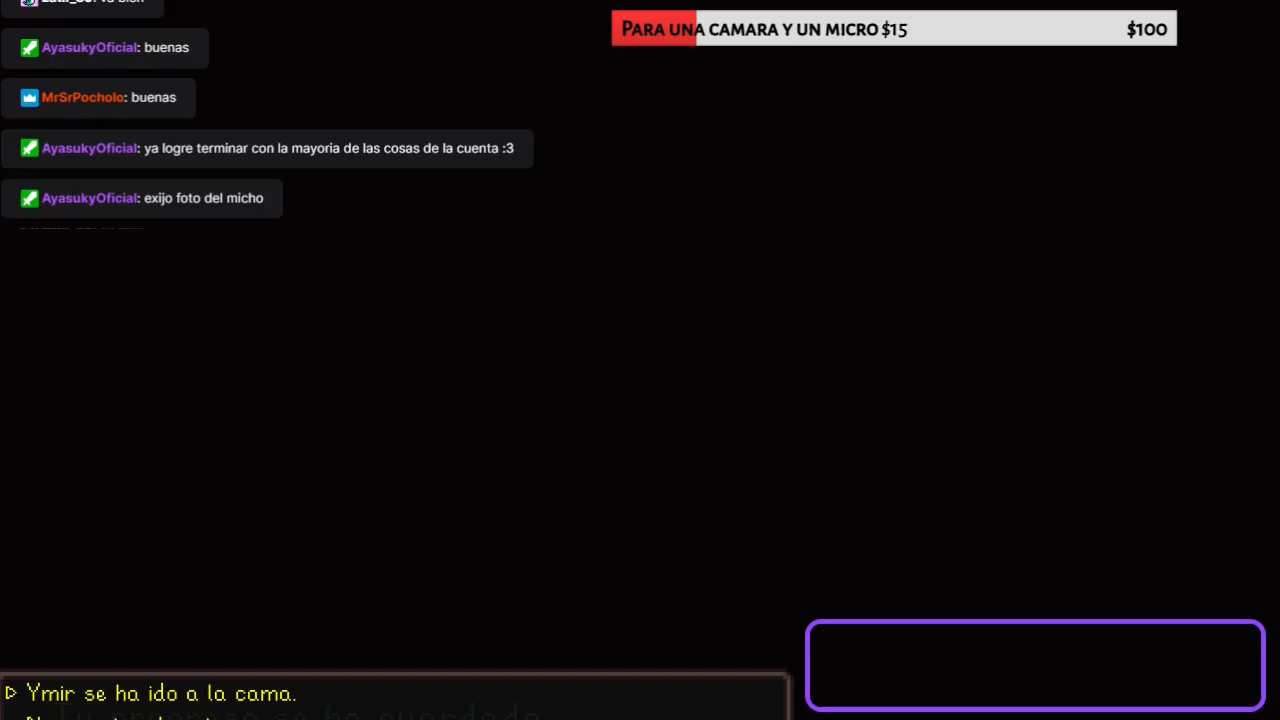 AyasukyOficial: buenas
MrSrPocholo: buenas
AyasukyOficial: ya logre terminar con la mayoria de las cosas de la cuenta :3
AyasukyOficial: exijo foto del micho
PARA UNA CAMARA Y UN MICRO $15 $100
Ymir se ha ido a la cama.